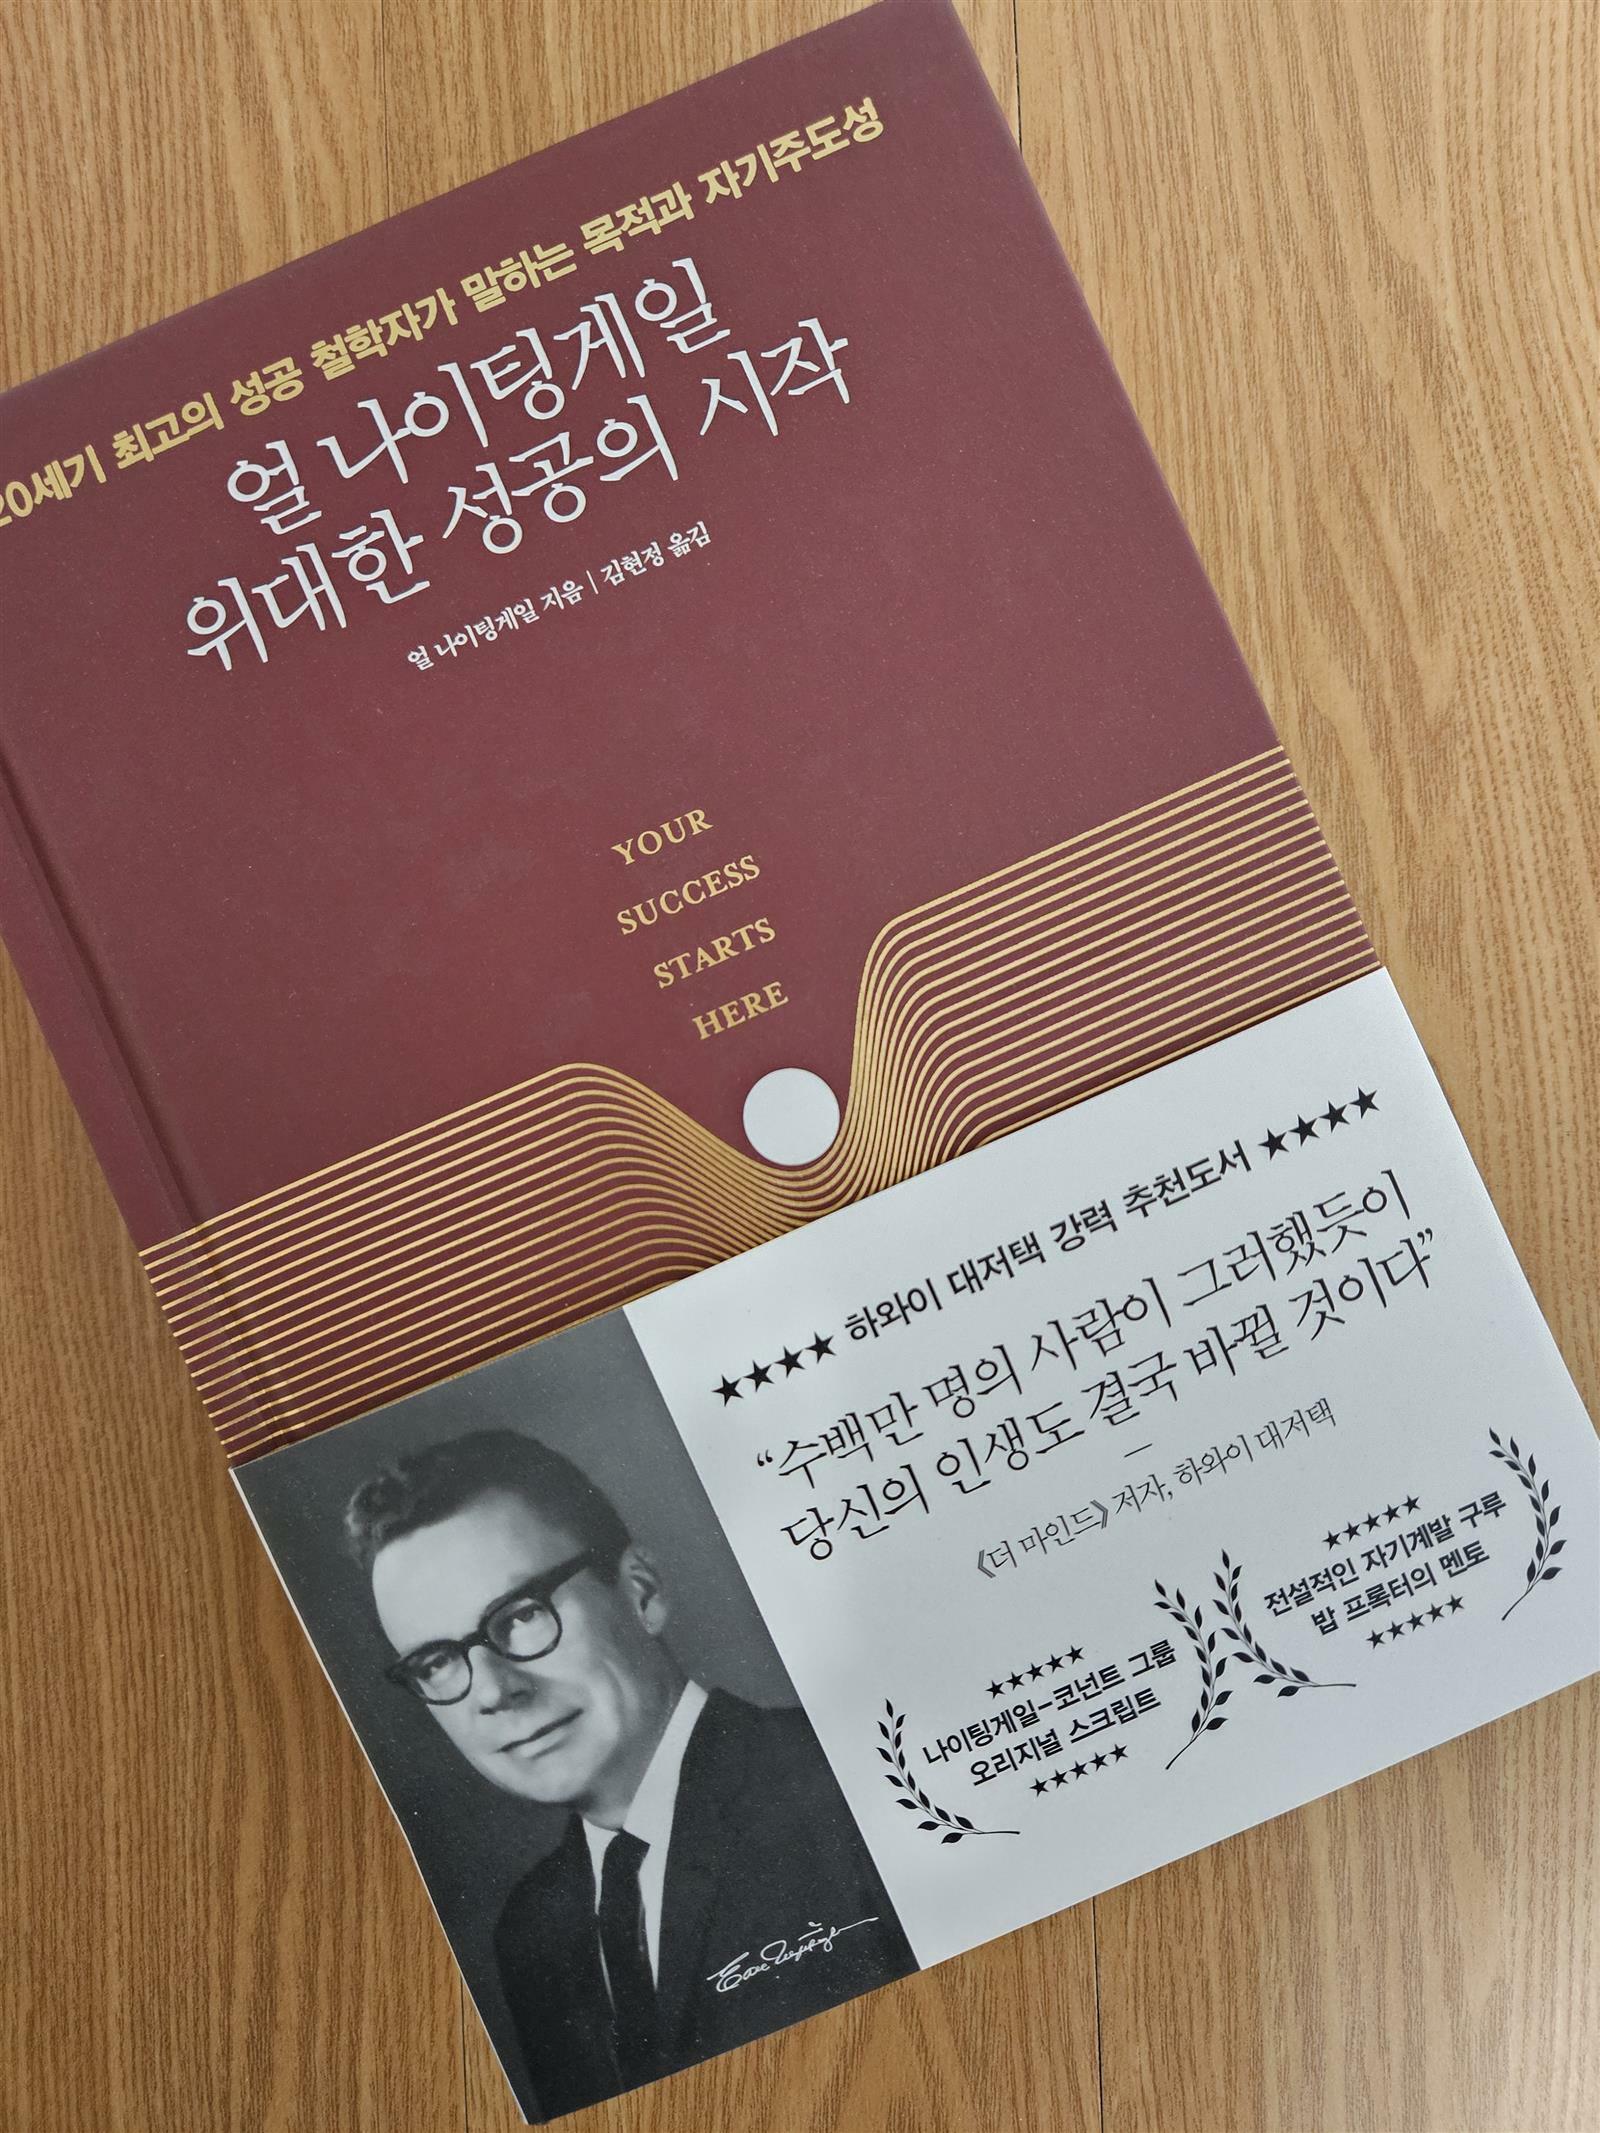 20세기 최고의 성공 철학자가 말하는 목적과 자기주도성
얼 나이팅게일
위대한 성공의 시작
얼 나이팅게일 지음 | 김현정 옮김
YOUR
SUCCESS
STARTS
HERE
★★★★ 하와이 대저택 강력 추천도서 ★★★★
“수백만 명의 사람이 그러했듯이
당신의 인생도 결국 바뀔 것이다”
—
《더 마인드》 저자, 하와이 대저택
★★★★★
나이팅게일-코넌트 그룹
오리지널 스크립트
★★★★★
★★★★★
전설적인 자기계발 구루
밥 프록터의 멘토
★★★★★
Earl Nightingale